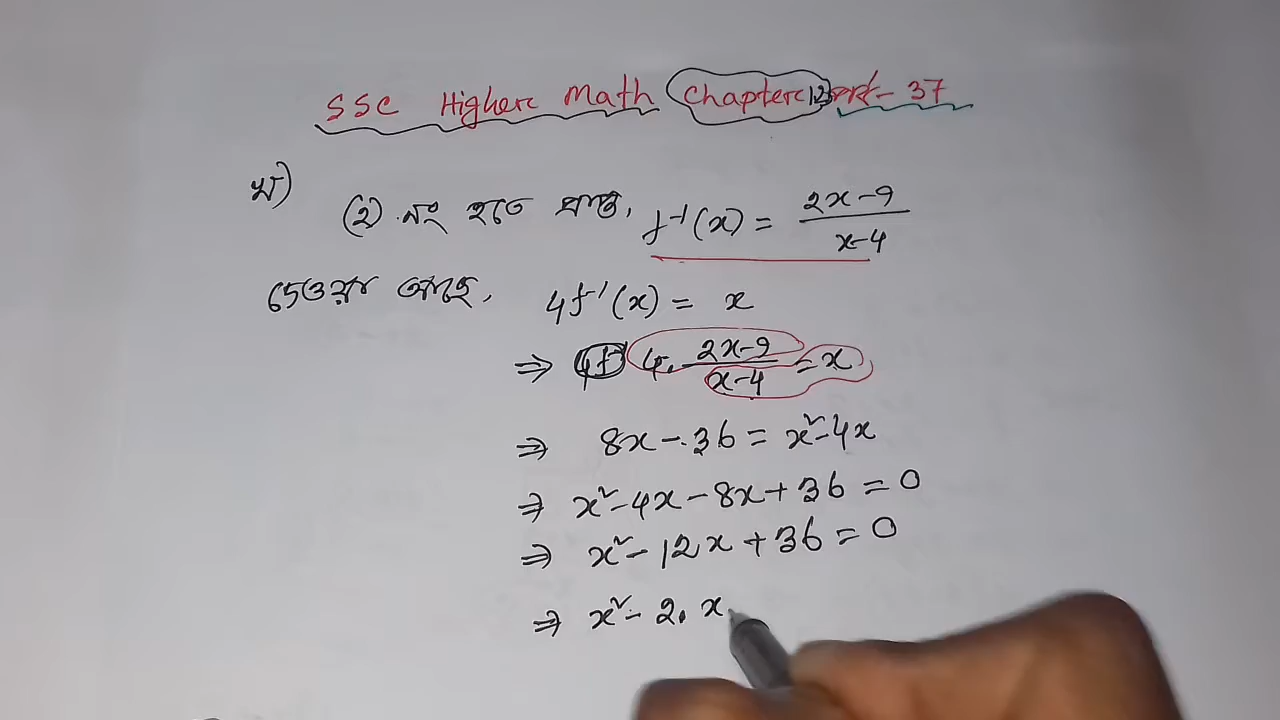 SSC Higher Math Chapter 12 Part - 37
খ) (২) নং হতে প্রাপ্ত, f⁻¹(x) = (2x-9)/(x-4)
দেওয়া আছে, 4f⁻¹(x) = x
⇒ 4. (2x-9)/(x-4) = x
⇒ 8x - 36 = x² - 4x
⇒ x² - 4x - 8x + 36 = 0
⇒ x² - 12x + 36 = 0
⇒ x² - 2. x